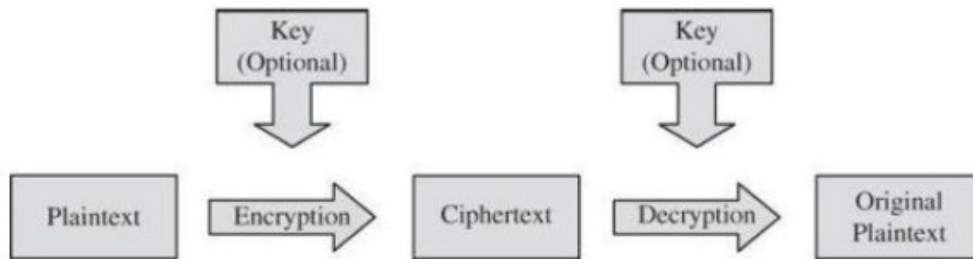 Key
(Optional)
Key
(Optional)
Plaintext
Encryption
Ciphertext
Decryption
Original
Plaintext